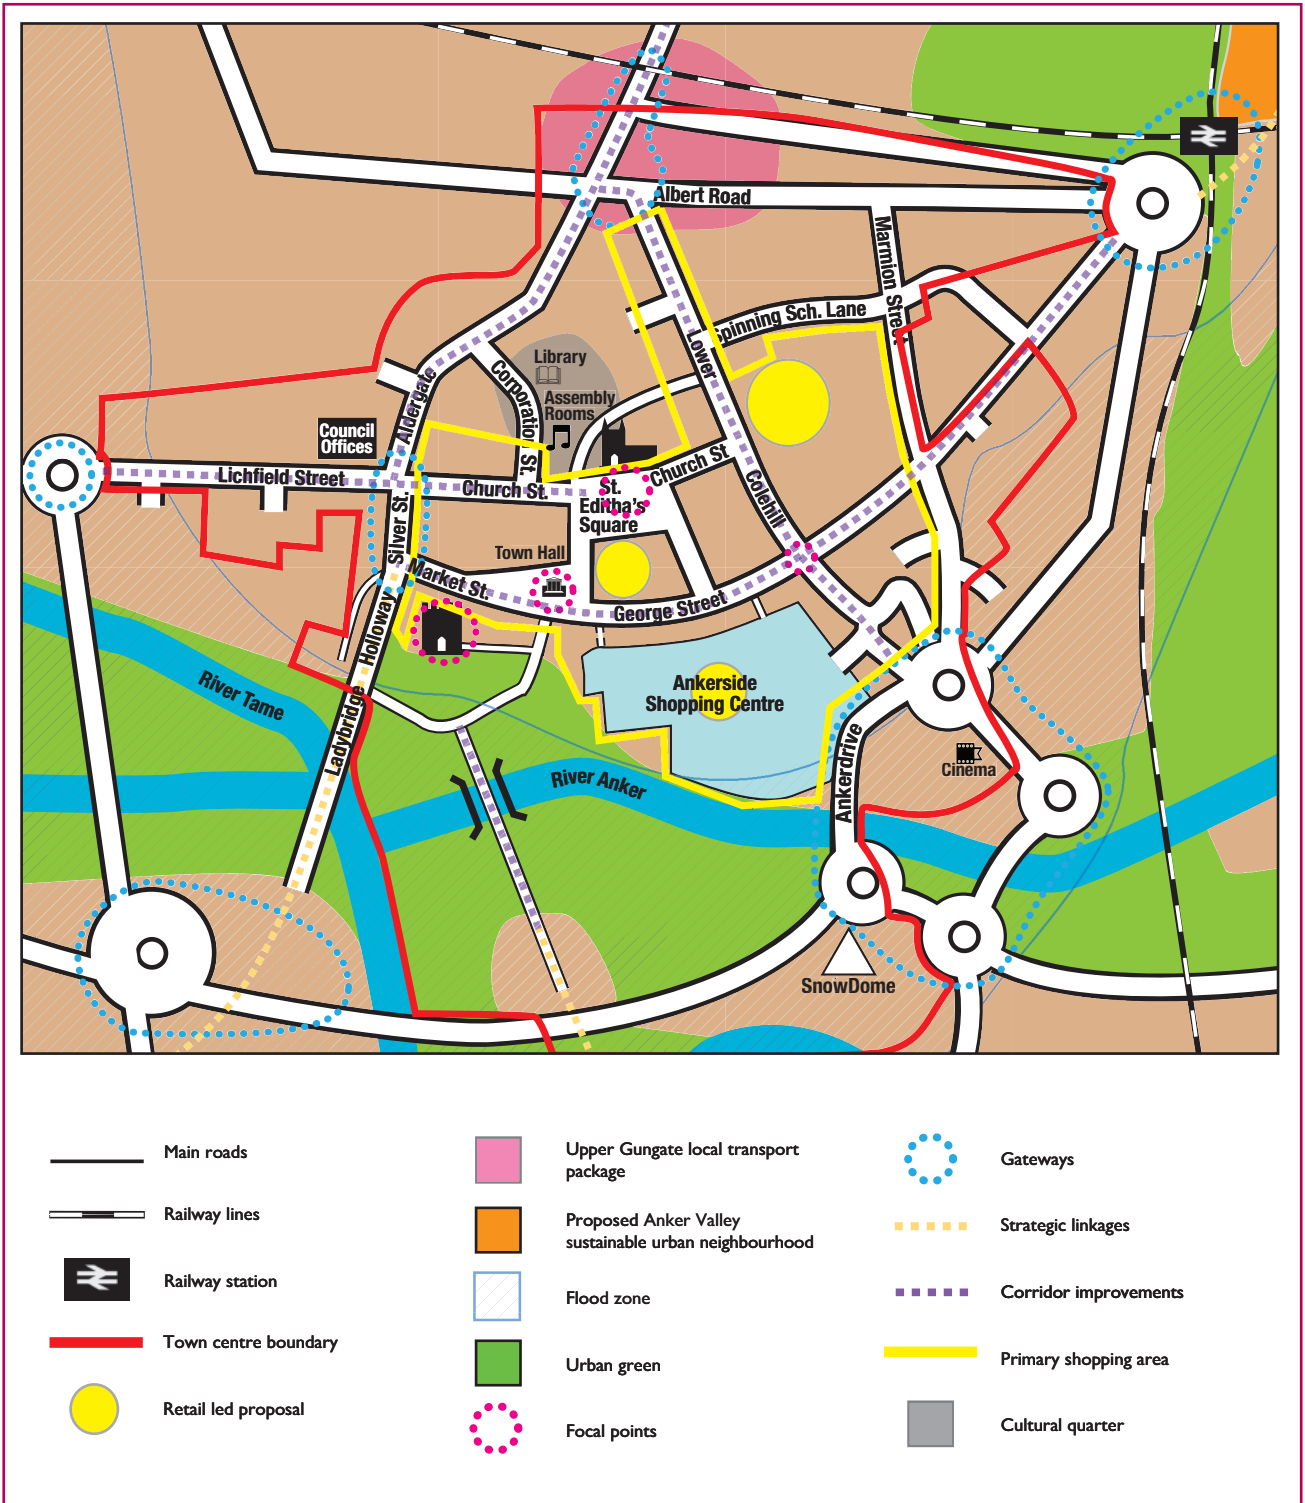 Albert Road
Marmion Street
Spinning Sch. Lane
Library
Lower
Corporation St.
Assembly
Rooms
Aldergate
Council
Offices
Lichfield Street
Church St.
Church St.
St.
Editha's
Square
Colehill
Silver St.
Town Hall
Market St.
George Street
Holloway
Ladybridge
River Tame
Ankerside
Shopping Centre
River Anker
Ankerdrive
Cinema
SnowDome
Main roads
Railway lines
Railway station
Town centre boundary
Retail led proposal
Upper Gungate local transport
package
Proposed Anker Valley
sustainable urban neighbourhood
Flood zone
Urban green
Focal points
Gateways
Strategic linkages
Corridor improvements
Primary shopping area
Cultural quarter